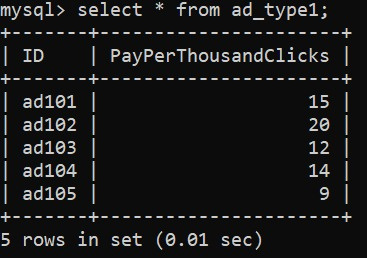 mysql> select * from ad_type1;
+-------+-----------------------+
| ID    | PayPerThousandClicks |
+-------+-----------------------+
| ad101 |                   15 |
| ad102 |                   20 |
| ad103 |                   12 |
| ad104 |                   14 |
| ad105 |                    9 |
+-------+-----------------------+
5 rows in set (0.01 sec)